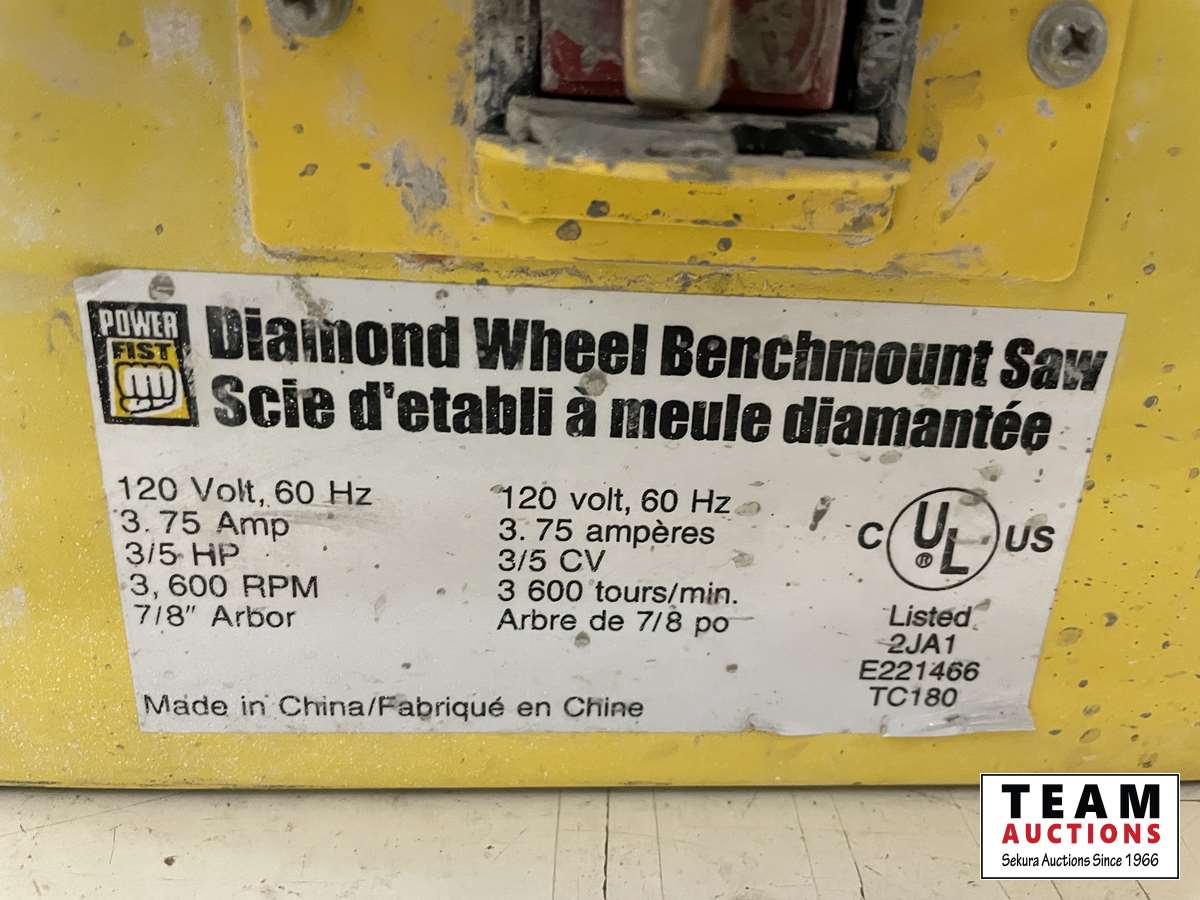 ON
POWER
FIST
Diamond Wheel Benchmount Saw
Scie d'etabli à meule diamantée
120 Volt, 60 Hz
3. 75 Amp
3/5 HP
3, 600 RPM
7/8" Arbor
120 volt, 60 Hz
3. 75 ampères
3/5 CV
3 600 tours/min.
Arbre de 7/8 po
C UL ® US
Listed
2JA1
E221466
TC180
Made in China/Fabriqué en Chine
TEAM
AUCTIONS
Sekura Auctions Since 1966